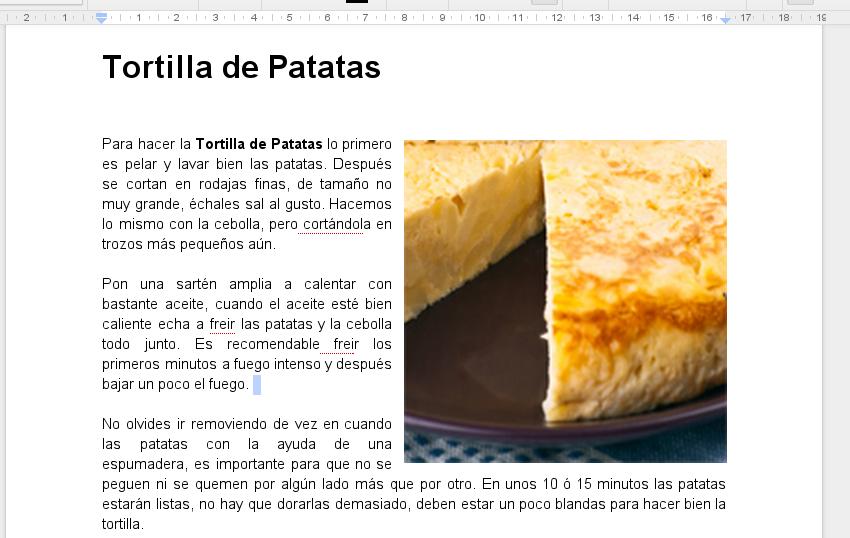 2 1 1 2 3 4 5 6 7 8 9 10 11 12 13 14 15 16 17 18 19
Tortilla de Patatas
Para hacer la Tortilla de Patatas lo primero
es pelar y lavar bien las patatas. Después
se cortan en rodajas finas, de tamaño no
muy grande, échales sal al gusto. Hacemos
lo mismo con la cebolla, pero cortándola en
trozos más pequeños aún.
Pon una sartén amplia a calentar con
bastante aceite, cuando el aceite esté bien
caliente echa a freir las patatas y la cebolla
todo junto. Es recomendable freir los
primeros minutos a fuego intenso y después
bajar un poco el fuego.
No olvides ir removiendo de vez en cuando
las patatas con la ayuda de una
espumadera, es importante para que no se
peguen ni se quemen por algún lado más que por otro. En unos 10 ó 15 minutos las patatas
estarán listas, no hay que dorarlas demasiado, deben estar un poco blandas para hacer bien la
tortilla.